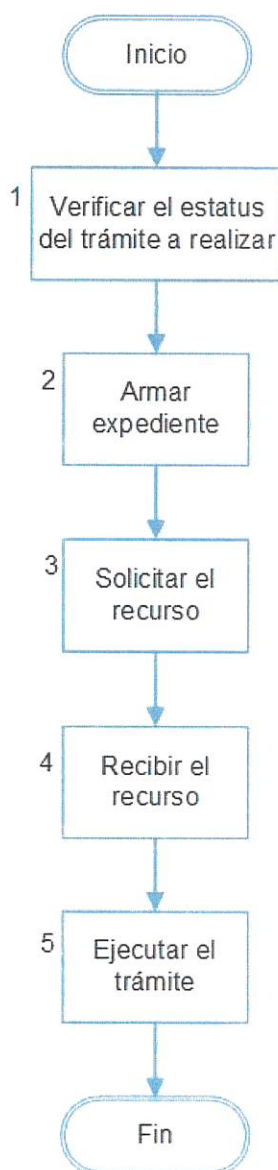 Inicio
1
Verificar el estatus
del trámite a realizar
2
Armar
expediente
3
Solicitar el
recurso
4
Recibir el
recurso
5
Ejecutar el
trámite
Fin